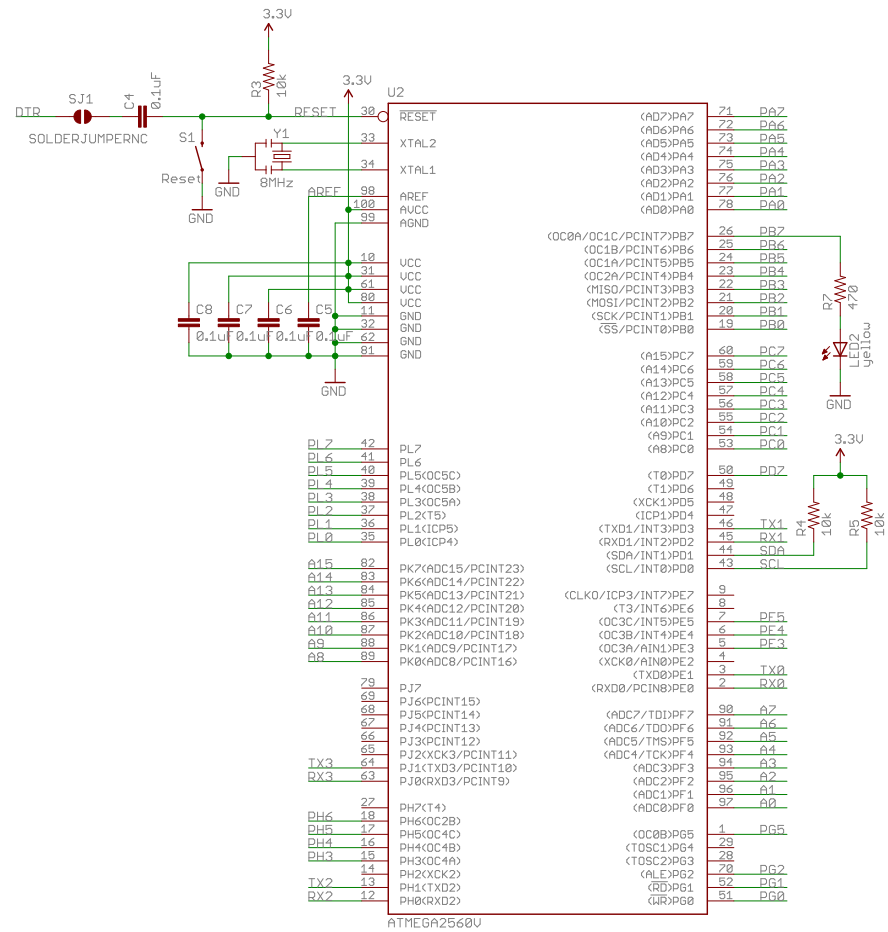 3.3V
R3
10k
3.3V
U2
DTR
SJ1
SOLDERJUMPERNC
C4
0.1uF
RESET
S1
Reset
GND
GND
Y1
8MHz
AREF
30 RESET
33 XTAL2
34 XTAL1
98 AREF
100 AVCC
99 AGND
10 VCC
31 VCC
61 VCC
80 VCC
11 GND
32 GND
62 GND
81 GND
C8
0.1uF
C7
0.1uF
C6
0.1uF
C5
0.1uF
GND
PL7 42 PL7
PL6 41 PL6
PL5 40 PL5(OC5C)
PL4 39 PL4(OC5B)
PL3 38 PL3(OC5A)
PL2 37 PL2(T5)
PL1 36 PL1(ICP5)
PL0 35 PL0(ICP4)
A15 82 PK7(ADC15/PCINT23)
A14 83 PK6(ADC14/PCINT22)
A13 84 PK5(ADC13/PCINT21)
A12 85 PK4(ADC12/PCINT20)
A11 86 PK3(ADC11/PCINT19)
A10 87 PK2(ADC10/PCINT18)
A9 88 PK1(ADC9/PCINT17)
A8 89 PK0(ADC8/PCINT16)
79 PJ7
69 PJ6(PCINT15)
68 PJ5(PCINT14)
67 PJ4(PCINT13)
66 PJ3(PCINT12)
65 PJ2(XCK3/PCINT11)
TX3 64 PJ1(TXD3/PCINT10)
RX3 63 PJ0(RXD3/PCINT9)
27 PH7(T4)
PH6 18 PH6(OC2B)
PH5 17 PH5(OC4C)
PH4 16 PH4(OC4B)
PH3 15 PH3(OC4A)
14 PH2(XCK2)
TX2 13 PH1(TXD2)
RX2 12 PH0(RXD2)
ATMEGA2560V
(AD7)PA7 71 PA7
(AD6)PA6 72 PA6
(AD5)PA5 73 PA5
(AD4)PA4 74 PA4
(AD3)PA3 75 PA3
(AD2)PA2 76 PA2
(AD1)PA1 77 PA1
(AD0)PA0 78 PA0
(OC0A/OC1C/PCINT7)PB7 26 PB7
(OC1B/PCINT6)PB6 25 PB6
(OC1A/PCINT5)PB5 24 PB5
(OC2A/PCINT4)PB4 23 PB4
(MISO/PCINT3)PB3 22 PB3
(MOSI/PCINT2)PB2 21 PB2
(SCK/PCINT1)PB1 20 PB1
(SS/PCINT0)PB0 19 PB0
R7
470
LED2
yellow
GND
(A15)PC7 60 PC7
(A14)PC6 59 PC6
(A13)PC5 58 PC5
(A12)PC4 57 PC4
(A11)PC3 56 PC3
(A10)PC2 55 PC2
(A9)PC1 54 PC1
(A8)PC0 53 PC0
3.3V
R4
10k
R5
10k
(T0)PD7 50 PD7
(T1)PD6 49
(XCK1)PD5 48
(ICP1)PD4 47
(TXD1/INT3)PD3 46 TX1
(RXD1/INT2)PD2 45 RX1
(SDA/INT1)PD1 44 SDA
(SCL/INT0)PD0 43 SCL
(CLKO/ICP3/INT7)PE7 9
(T3/INT6)PE6 8
(OC3C/INT5)PE5 7 PE5
(OC3B/INT4)PE4 6 PE4
(OC3A/AIN1)PE3 5 PE3
(XCK0/AIN0)PE2 4
(TXD0)PE1 3 TX0
(RXD0/PCIN8)PE0 2 RX0
(ADC7/TDI)PF7 90 A7
(ADC6/TDO)PF6 91 A6
(ADC5/TMS)PF5 92 A5
(ADC4/TCK)PF4 93 A4
(ADC3)PF3 94 A3
(ADC2)PF2 95 A2
(ADC1)PF1 96 A1
(ADC0)PF0 97 A0
(OC0B)PG5 1 PG5
(TOSC1)PG4 29
(TOSC2)PG3 28
(ALE)PG2 70 PG2
(RD)PG1 52 PG1
(WR)PG0 51 PG0